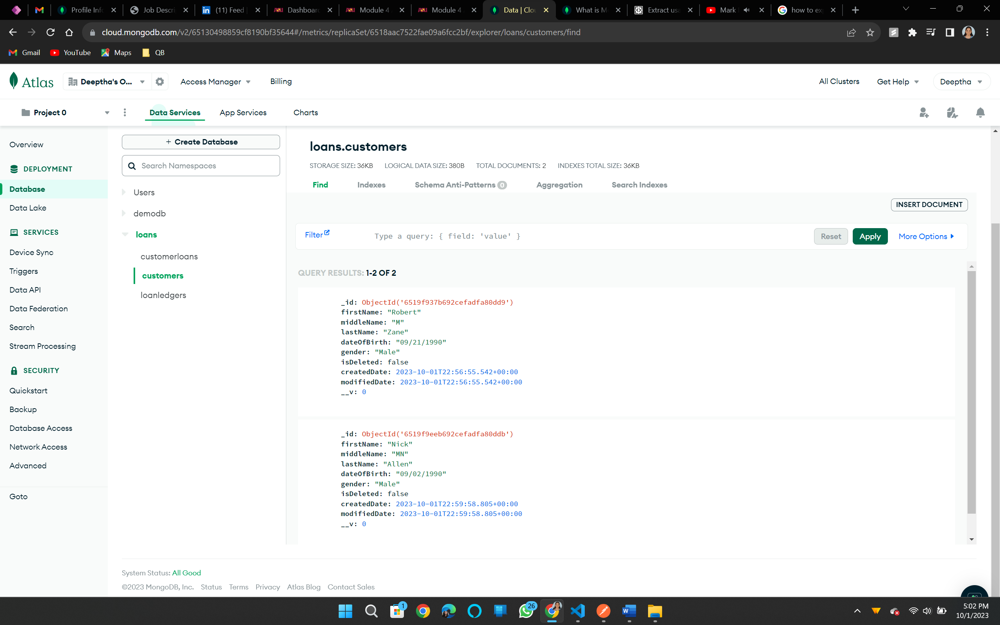 Profile Info
Job Descri
(11) Feed
Dashboard
Module 4
Module 4
Data | Clou
What is M
Extract usa
Mark
how to ex
cloud.mongodb.com/v2/65130498859cf8190bf35644#/metrics/replicaSet/6518aac7522fae09a6fcc2bf/explorer/loans/customers/find
Gmail
YouTube
Maps
QB
Atlas
Deeptha's O...
Access Manager
Billing
All Clusters
Get Help
Deeptha
Project 0
Data Services
App Services
Charts
Overview
DEPLOYMENT
Database
Data Lake
SERVICES
Device Sync
Triggers
Data API
Data Federation
Search
Stream Processing
SECURITY
Quickstart
Backup
Database Access
Network Access
Advanced
Goto
+ Create Database
Search Namespaces
Users
demodb
loans
customerloans
customers
loanledgers
loans.customers
STORAGE SIZE: 36KB LOGICAL DATA SIZE: 380B TOTAL DOCUMENTS: 2 INDEXES TOTAL SIZE: 36KB
Find Indexes Schema Anti-Patterns 0 Aggregation Search Indexes
INSERT DOCUMENT
Filter Type a query: { field: 'value' } Reset Apply More Options
QUERY RESULTS: 1-2 OF 2
_id: ObjectId('6519f937b692cefadfa80dd9')
firstName: "Robert"
middleName: "M"
lastName: "Zane"
dateOfBirth: "09/21/1990"
gender: "Male"
isDeleted: false
createdDate: 2023-10-01T22:56:55.542+00:00
modifiedDate: 2023-10-01T22:56:55.542+00:00
__v: 0
_id: ObjectId('6519f9eeb692cefadfa80ddb')
firstName: "Nick"
middleName: "MN"
lastName: "Allen"
dateOfBirth: "09/02/1990"
gender: "Male"
isDeleted: false
createdDate: 2023-10-01T22:59:58.805+00:00
modifiedDate: 2023-10-01T22:59:58.805+00:00
__v: 0
System Status: All Good
©2023 MongoDB, Inc. Status Terms Privacy Atlas Blog Contact Sales
1
26
5:02 PM
10/1/2023